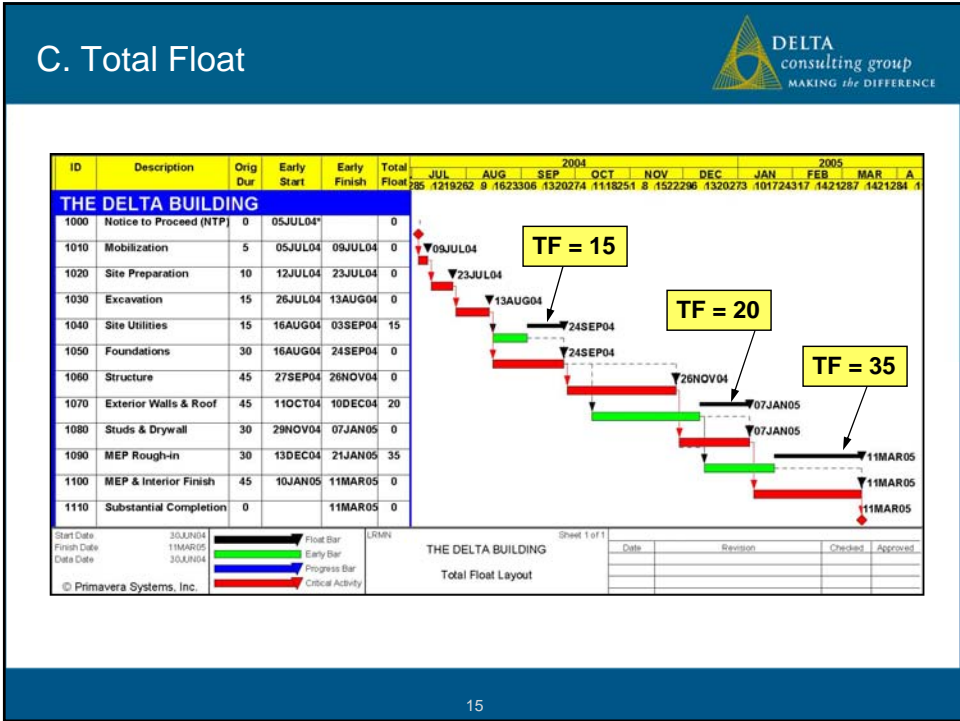 C. Total Float
DELTA
consulting group
MAKING the DIFFERENCE
ID Description Orig Dur Early Start Early Finish Total Float
2004 2005
JUL AUG SEP OCT NOV DEC JAN FEB MAR A
THE DELTA BUILDING
1000 Notice to Proceed (NTP) 0 05JUL04* 0
1010 Mobilization 5 05JUL04 09JUL04 0 09JUL04
TF = 15
1020 Site Preparation 10 12JUL04 23JUL04 0 23JUL04
1030 Excavation 15 26JUL04 13AUG04 0 13AUG04
TF = 20
1040 Site Utilities 15 16AUG04 03SEP04 15 24SEP04
1050 Foundations 30 16AUG04 24SEP04 0 24SEP04
TF = 35
1060 Structure 45 27SEP04 26NOV04 0 26NOV04
1070 Exterior Walls & Roof 45 11OCT04 10DEC04 20 07JAN05
1080 Studs & Drywall 30 29NOV04 07JAN05 0 07JAN05
1090 MEP Rough-in 30 13DEC04 21JAN05 35 11MAR05
1100 MEP & Interior Finish 45 10JAN05 11MAR05 0 11MAR05
1110 Substantial Completion 0 11MAR05 0 11MAR05
Start Date 30JUN04
Finish Date 11MAR05
Data Date 30JUN04
© Primavera Systems, Inc.
Float Bar
Early Bar
Progress Bar
Critical Activity
LRMN
Sheet 1 of 1
THE DELTA BUILDING
Total Float Layout
Date Revision Checked Approved
15